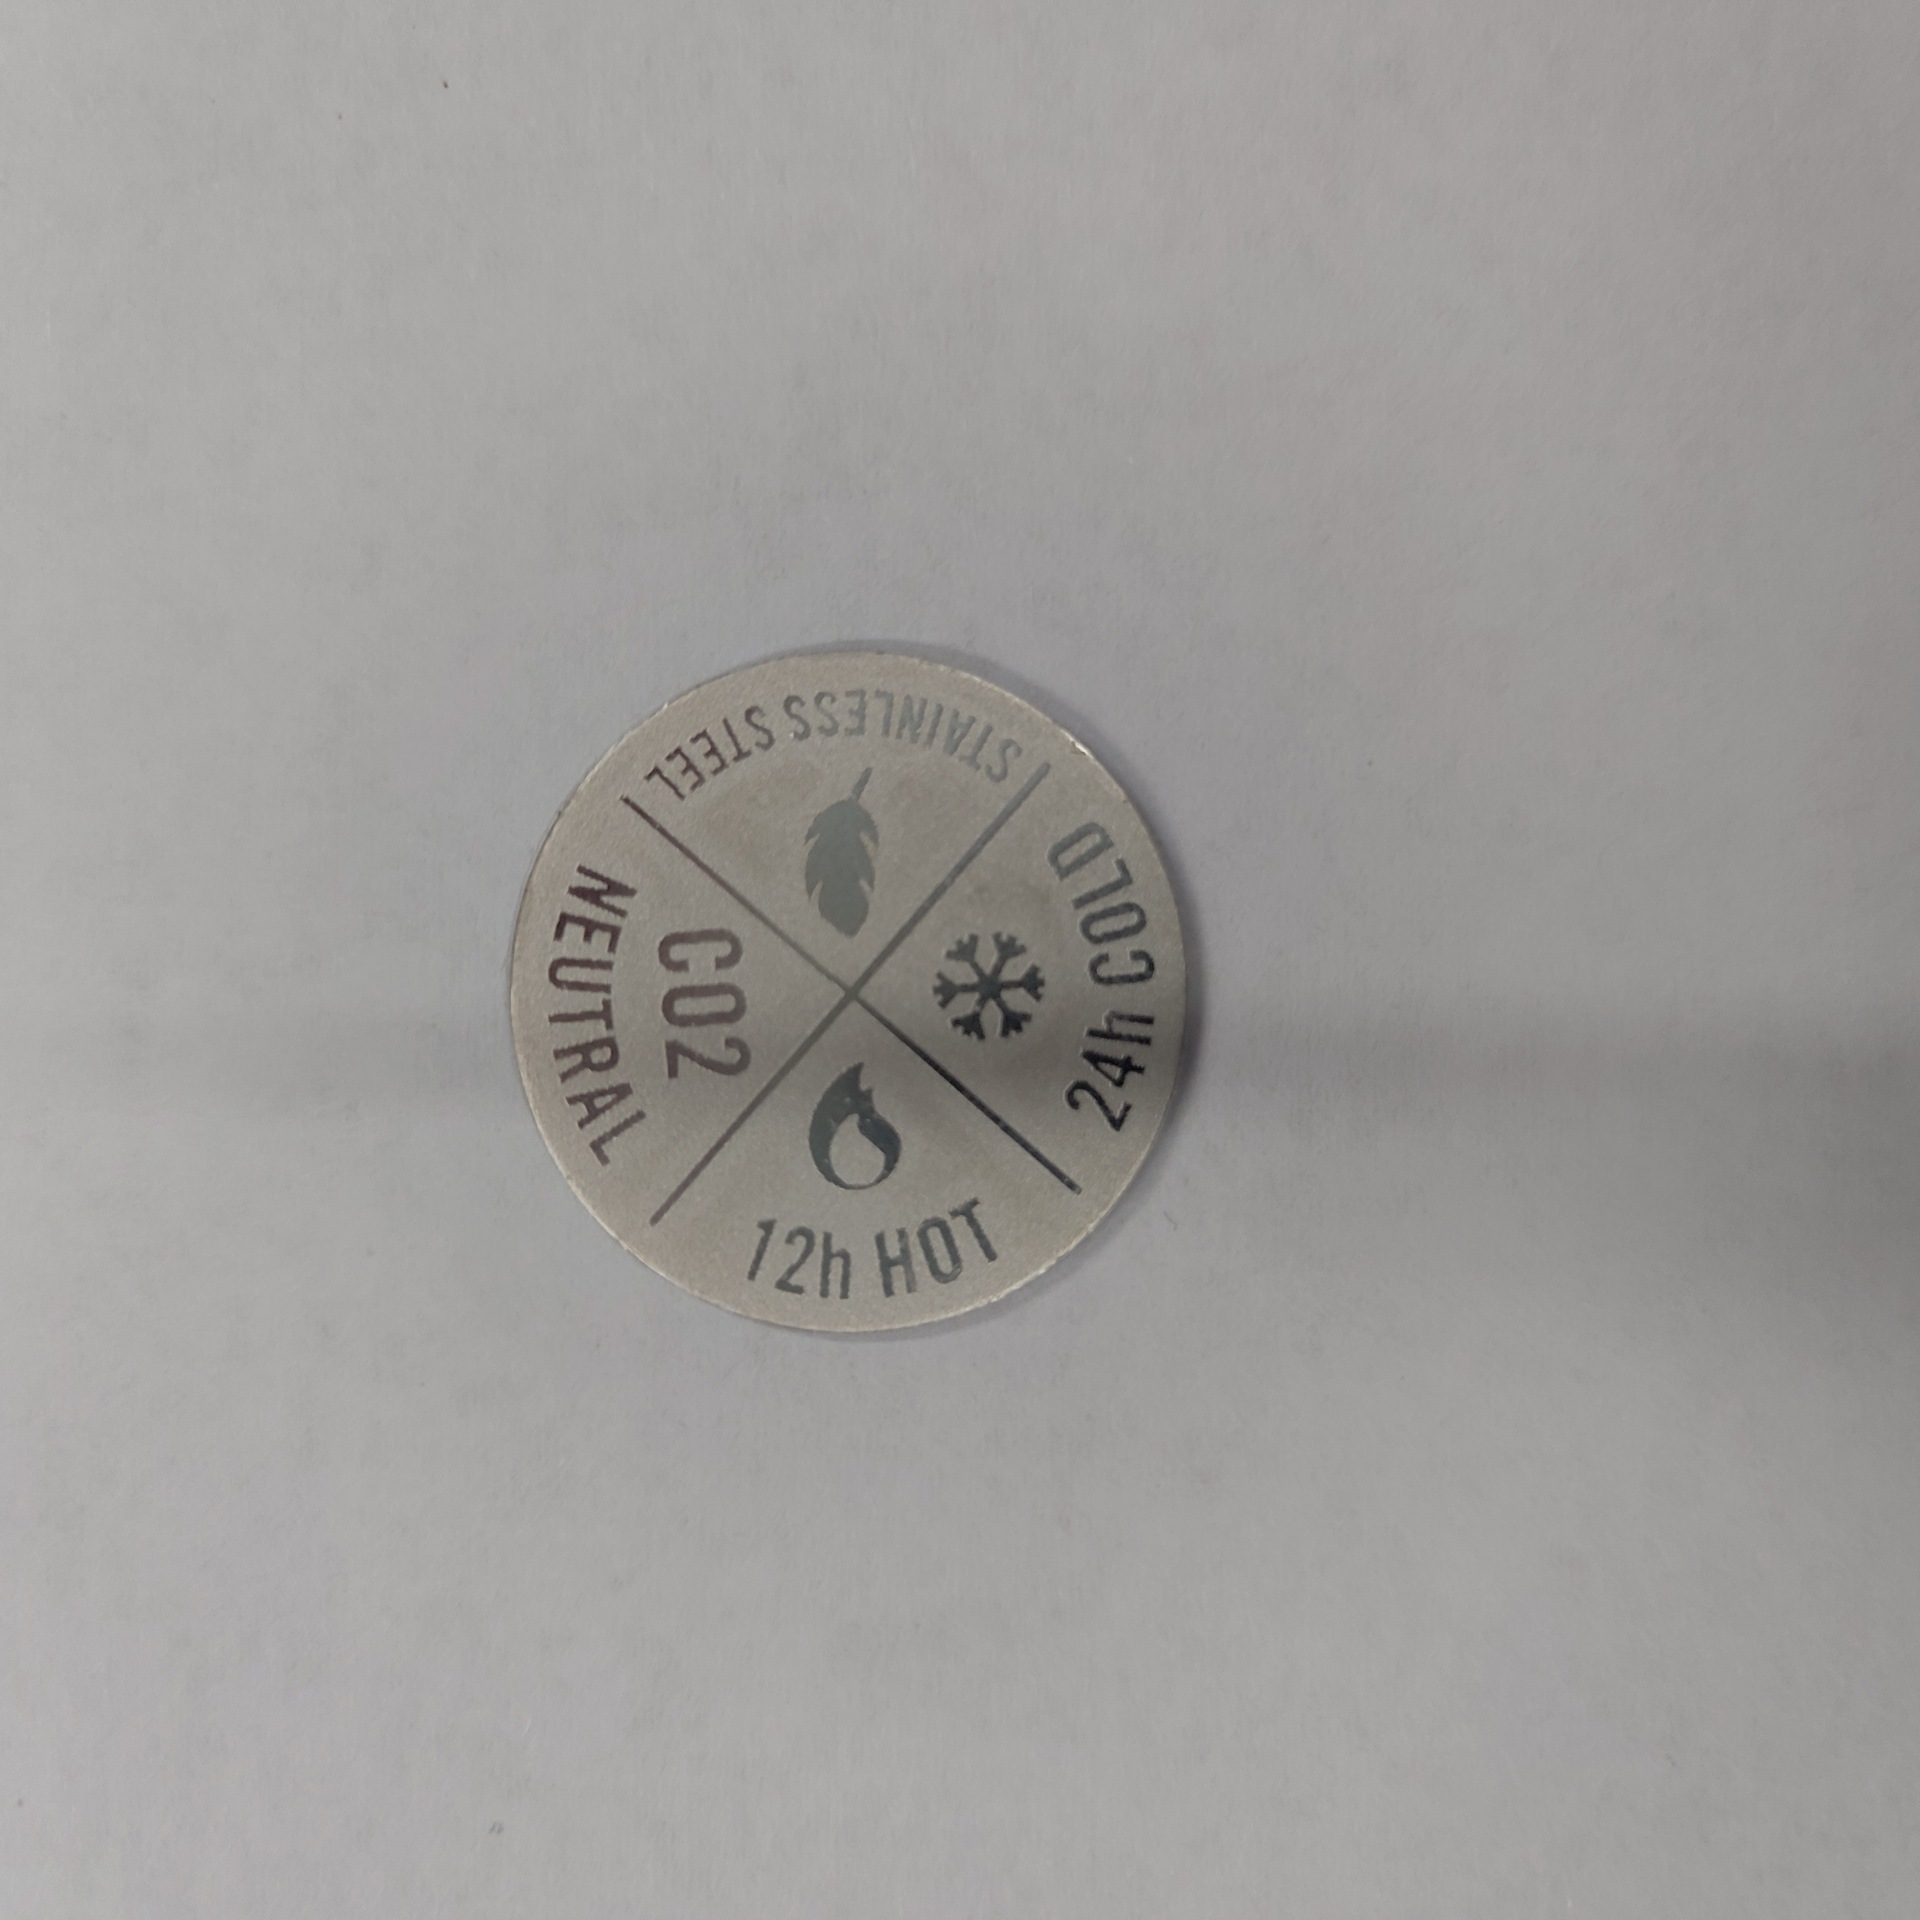 STAINLESS STEEL
24h COLD
12h HOT
CO2
NEUTRAL